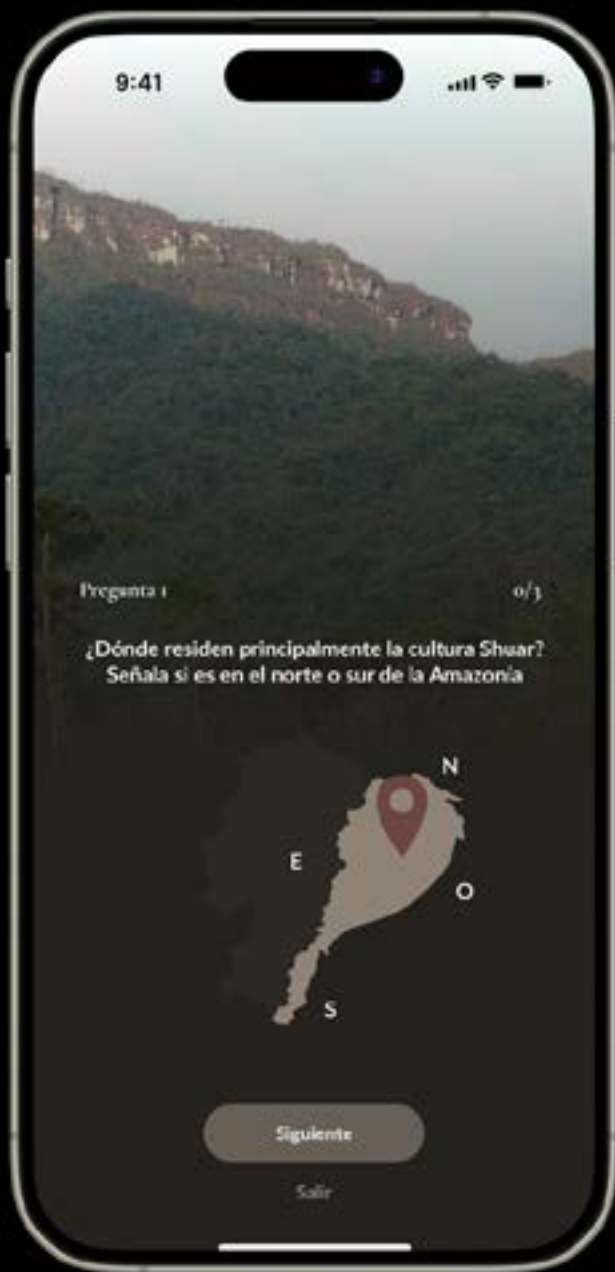 9:41
Pregunta 1 0/3
¿Dónde residen principalmente la cultura Shuar?
Señala si es en el norte o sur de la Amazonía
N
E
O
S
Siguiente
Salir